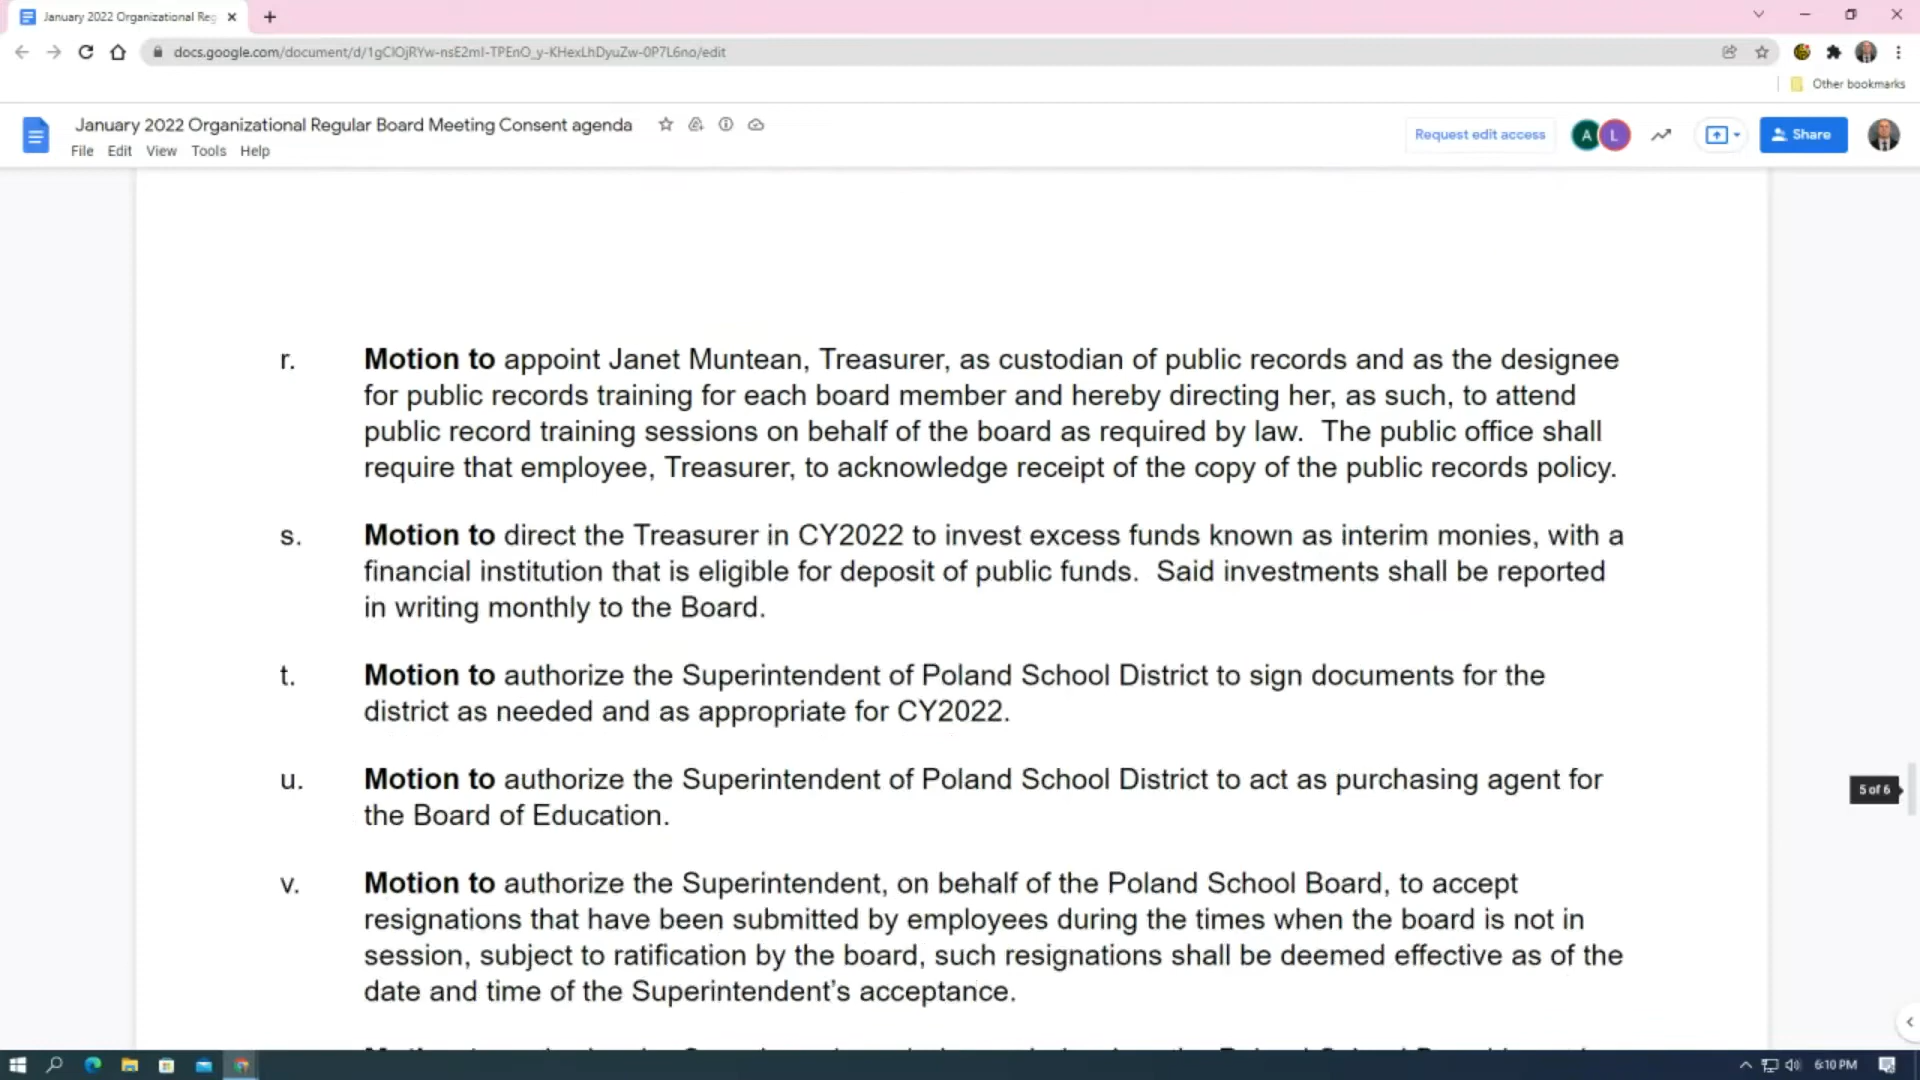 January 2022 Organizational Reg
docs.google.com/document/d/1gClOjRYw-nsE2mI-TPEnO_y-KHexLhDyuZw-0P7L6no/edit
Other bookmarks
January 2022 Organizational Regular Board Meeting Consent agenda
Request edit access
A
L
Share
File Edit View Tools Help
r. Motion to appoint Janet Muntean, Treasurer, as custodian of public records and as the designee
for public records training for each board member and hereby directing her, as such, to attend
public record training sessions on behalf of the board as required by law. The public office shall
require that employee, Treasurer, to acknowledge receipt of the copy of the public records policy.
s. Motion to direct the Treasurer in CY2022 to invest excess funds known as interim monies, with a
financial institution that is eligible for deposit of public funds. Said investments shall be reported
in writing monthly to the Board.
t. Motion to authorize the Superintendent of Poland School District to sign documents for the
district as needed and as appropriate for CY2022.
u. Motion to authorize the Superintendent of Poland School District to act as purchasing agent for
the Board of Education.
5 of 6
v. Motion to authorize the Superintendent, on behalf of the Poland School Board, to accept
resignations that have been submitted by employees during the times when the board is not in
session, subject to ratification by the board, such resignations shall be deemed effective as of the
date and time of the Superintendent's acceptance.
6:10 PM